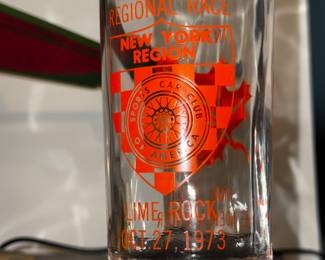 REGIONAL RACE
NEW YORK
REGION
SPORTS CAR CLUB
OF AMERICA
LIME ROCK
OCT. 27, 1973